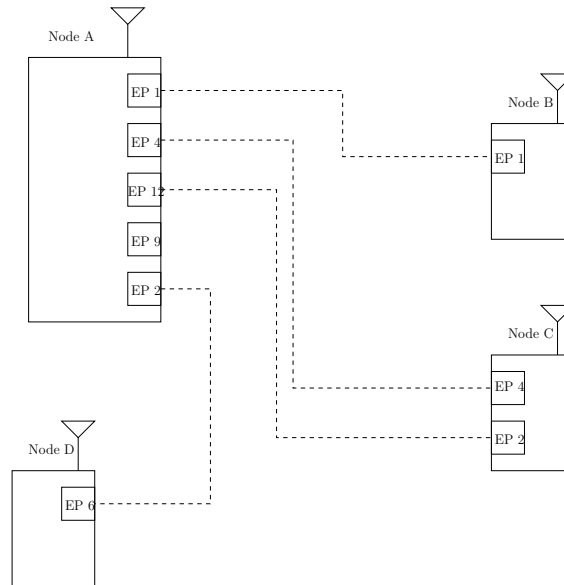 Node A
EP 1
EP 4
EP 12
EP 9
EP 2
Node B
EP 1
Node C
EP 4
EP 2
Node D
EP 6